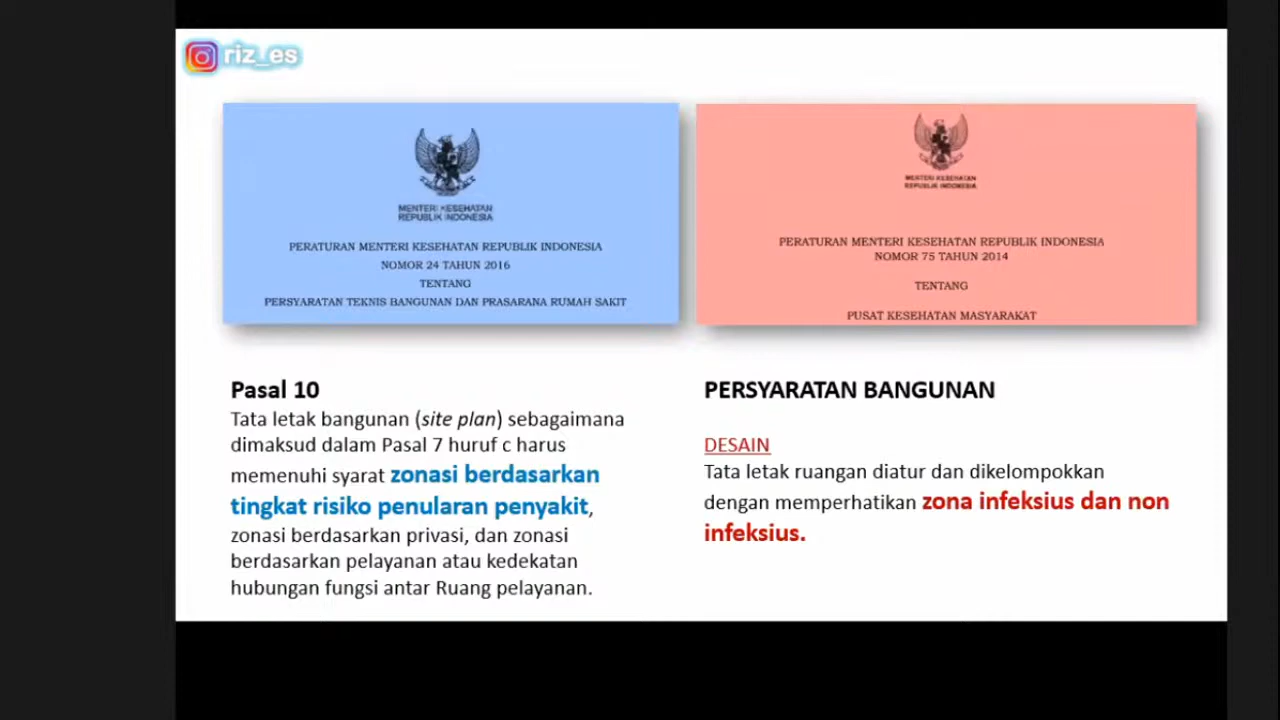 riz_es
MENTERI KESEHATAN
REPUBLIK INDONESIA
PERATURAN MENTERI KESEHATAN REPUBLIK INDONESIA
NOMOR 24 TAHUN 2016
TENTANG
PERSYARATAN TEKNIS BANGUNAN DAN PRASARANA RUMAH SAKIT
MENTERI KESEHATAN
REPUBLIK INDONESIA
PERATURAN MENTERI KESEHATAN REPUBLIK INDONESIA
NOMOR 75 TAHUN 2014
TENTANG
PUSAT KESEHATAN MASYARAKAT
Pasal 10
Tata letak bangunan (site plan) sebagaimana
dimaksud dalam Pasal 7 huruf c harus
memenuhi syarat zonasi berdasarkan
tingkat risiko penularan penyakit,
zonasi berdasarkan privasi, dan zonasi
berdasarkan pelayanan atau kedekatan
hubungan fungsi antar Ruang pelayanan.
PERSYARATAN BANGUNAN
DESAIN
Tata letak ruangan diatur dan dikelompokkan
dengan memperhatikan zona infeksius dan non
infeksius.